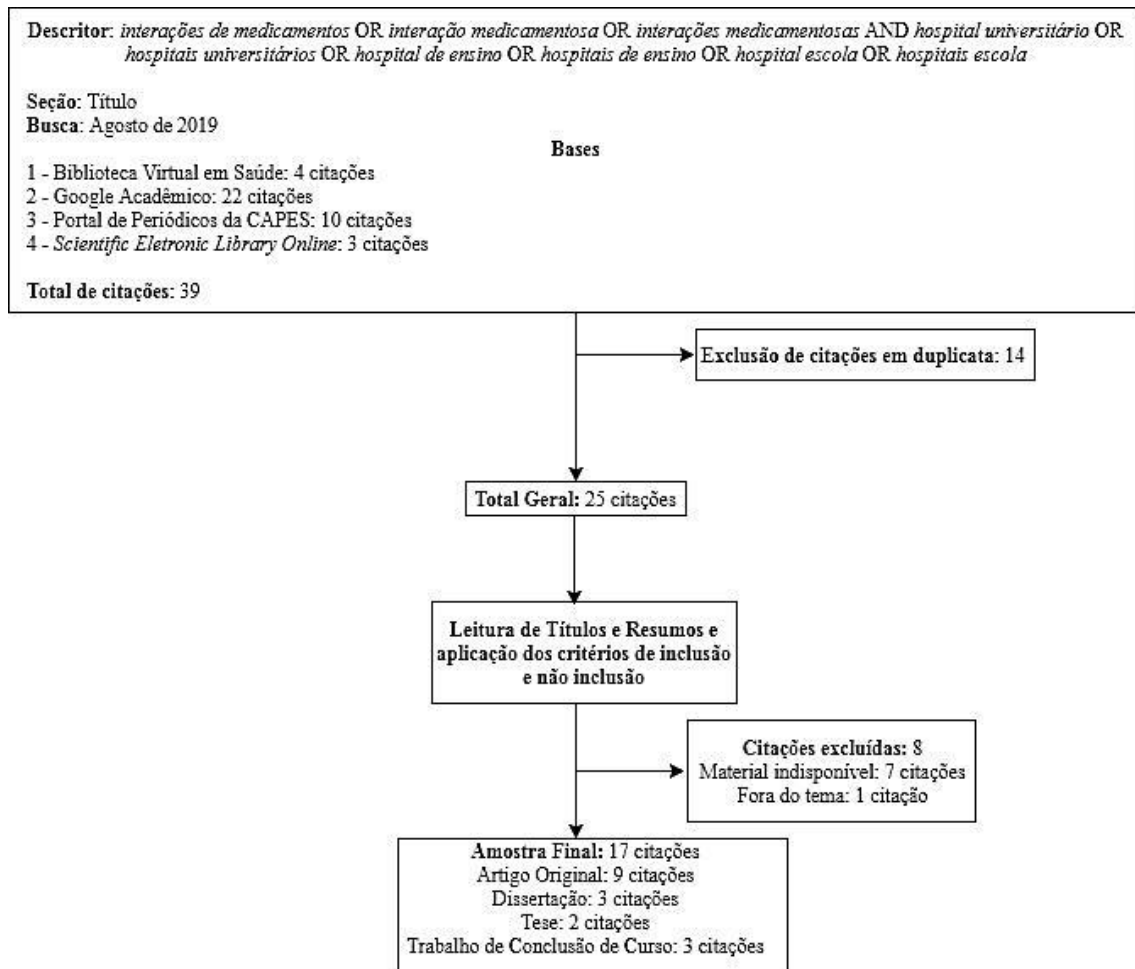 Descritor: interações de medicamentos OR interação medicamentosa OR interações medicamentosas AND hospital universitário OR
hospitais universitários OR hospital de ensino OR hospitais de ensino OR hospital escola OR hospitais escola
Seção: Título
Busca: Agosto de 2019
Bases
1 - Biblioteca Virtual em Saúde: 4 citações
2 - Google Acadêmico: 22 citações
3 - Portal de Periódicos da CAPES: 10 citações
4 - Scientific Eletronic Library Online: 3 citações
Total de citações: 39
Exclusão de citações em duplicata: 14
Total Geral: 25 citações
Leitura de Títulos e Resumos e
aplicação dos critérios de inclusão
e não inclusão
Citações excluídas: 8
Material indisponível: 7 citações
Fora do tema: 1 citação
Amostra Final: 17 citações
Artigo Original: 9 citações
Dissertação: 3 citações
Tese: 2 citações
Trabalho de Conclusão de Curso: 3 citações